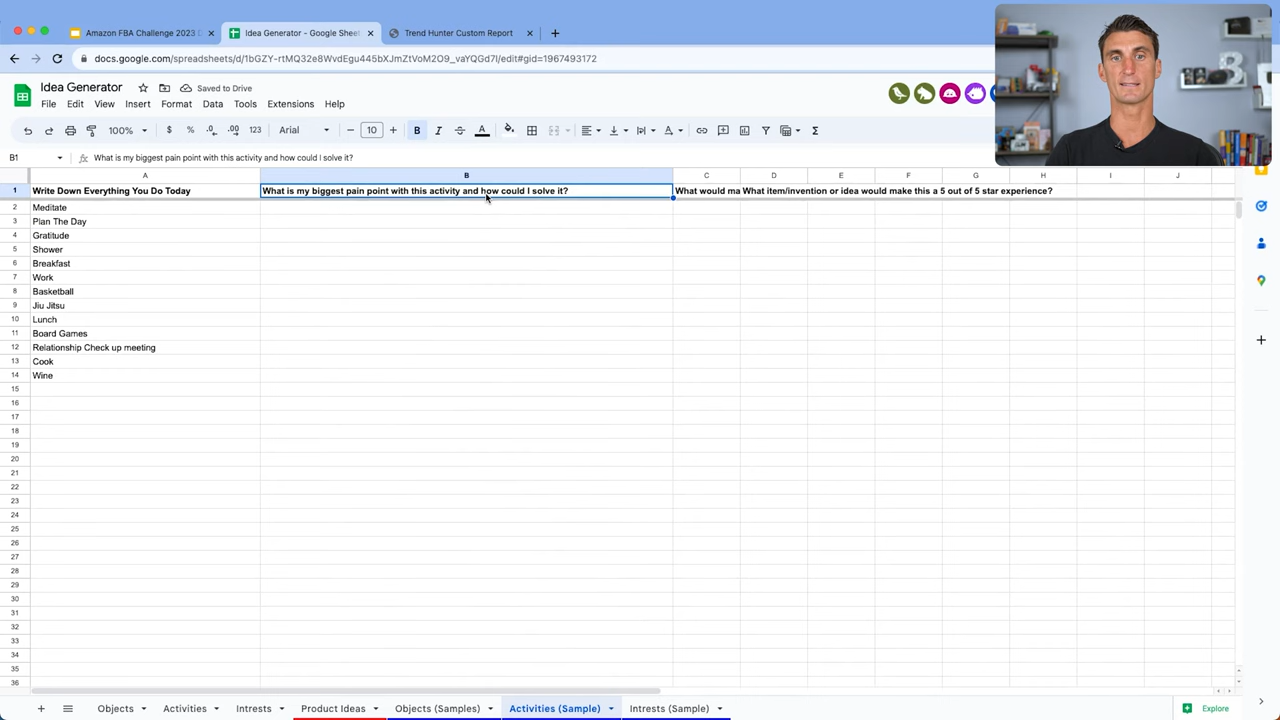 Amazon FBA Challenge 2023 D
Idea Generator - Google Sheet
Trend Hunter Custom Report
docs.google.com/spreadsheets/d/1bGZY-rtMQ32e8WvdEgu445bXJmZtVoM2O9_vaYQGd7I/edit#gid=1967493172
Idea Generator
Saved to Drive
File Edit View Insert Format Data Tools Extensions Help
100% $ % .0 .00 123 Arial 10 B I
B1 fx What is my biggest pain point with this activity and how could I solve it?
A B C D E F G H I J
1 Write Down Everything You Do Today What is my biggest pain point with this activity and how could I solve it? What would ma What item/invention or idea would make this a 5 out of 5 star experience?
2 Meditate
3 Plan The Day
4 Gratitude
5 Shower
6 Breakfast
7 Work
8 Basketball
9 Jiu Jitsu
10 Lunch
11 Board Games
12 Relationship Check up meeting
13 Cook
14 Wine
15
16
17
18
19
20
21
22
23
24
25
26
27
28
29
30
31
32
33
34
35
36
Objects Activities Intrests Product Ideas Objects (Samples) Activities (Sample) Intrests (Sample) Explore